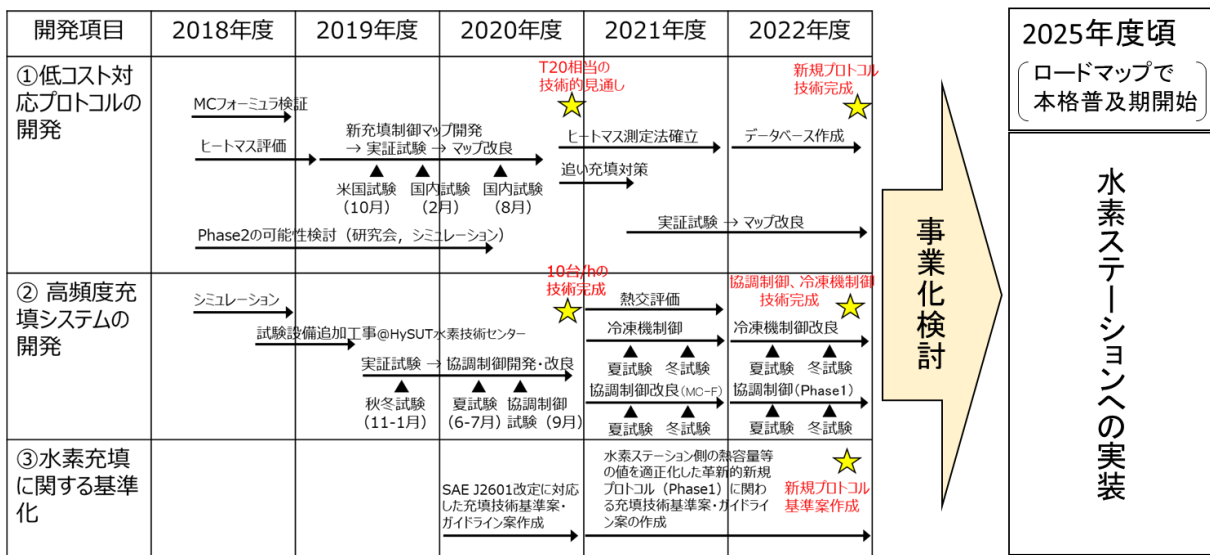 開発項目
2018年度
2019年度
2020年度
2021年度
2022年度
①低コスト対
応プロトコルの
開発
MCフォーミュラ検証
ヒートマス評価
新充填制御マップ開発
→ 実証試験 → マップ改良
▲ ▲ ▲
米国試験 国内試験 国内試験
(10月) (2月) (8月)
Phase2の可能性検討（研究会，シミュレーション）
T20相当の
技術的見通し
ヒートマス測定法確立
追い充填対策
実証試験 → マップ改良
新規プロトコル
技術完成
データベース作成
② 高頻度充
填システムの
開発
シミュレーション
試験設備追加工事@HySUT水素技術センター
実証試験 → 協調制御開発・改良
▲ ▲ ▲
秋冬試験 夏試験 協調制御
(11-1月) (6-7月) 試験（9月）
10台/hの
技術完成
熱交評価
冷凍機制御
▲ ▲
夏試験 冬試験
協調制御改良(MC-F)
▲ ▲
夏試験 冬試験
協調制御、冷凍機制御
技術完成
冷凍機制御改良
▲ ▲
夏試験 冬試験
協調制御(Phase1)
▲ ▲
夏試験 冬試験
③水素充填
に関する基準
化
SAE J2601改定に対応
した充填技術基準案・
ガイドライン案作成
水素ステーション側の熱容量等
の値を適正化した革新的新規
プロトコル（Phase1）に関わ
る充填技術基準案・ガイドライ
ン案の作成
新規プロトコル
基準案作成
事業化検討
2025年度頃
ロードマップで
本格普及期開始
水素ステーションへの実装